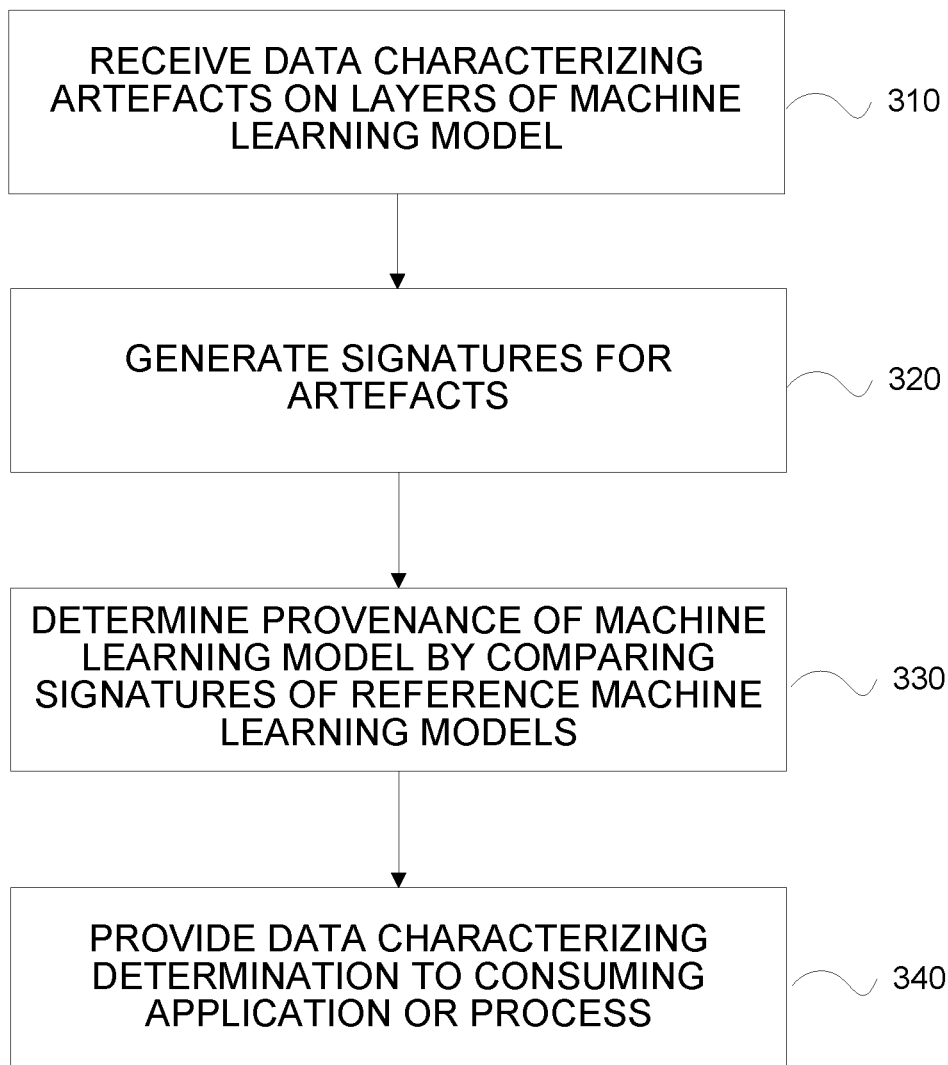 RECEIVE DATA CHARACTERIZING
ARTEFACTS ON LAYERS OF MACHINE
LEARNING MODEL
310
GENERATE SIGNATURES FOR
ARTEFACTS
320
DETERMINE PROVENANCE OF MACHINE
LEARNING MODEL BY COMPARING
SIGNATURES OF REFERENCE MACHINE
LEARNING MODELS
330
PROVIDE DATA CHARACTERIZING
DETERMINATION TO CONSUMING
APPLICATION OR PROCESS
340